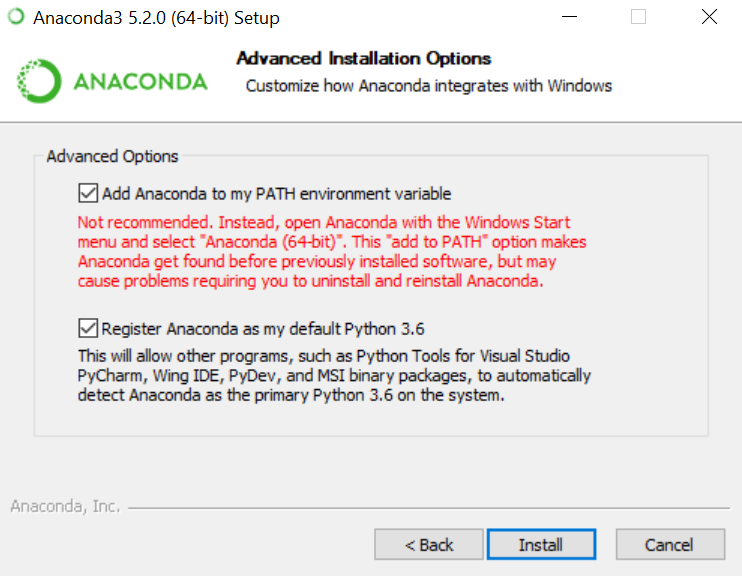 Anaconda3 5.2.0 (64-bit) Setup
Advanced Installation Options
Customize how Anaconda integrates with Windows
ANACONDA
Advanced Options
Add Anaconda to my PATH environment variable
Not recommended. Instead, open Anaconda with the Windows Start
menu and select "Anaconda (64-bit)". This "add to PATH" option makes
Anaconda get found before previously installed software, but may
cause problems requiring you to uninstall and reinstall Anaconda.
Register Anaconda as my default Python 3.6
This will allow other programs, such as Python Tools for Visual Studio
PyCharm, Wing IDE, PyDev, and MSI binary packages, to automatically
detect Anaconda as the primary Python 3.6 on the system.
Anaconda, Inc.
< Back Install Cancel